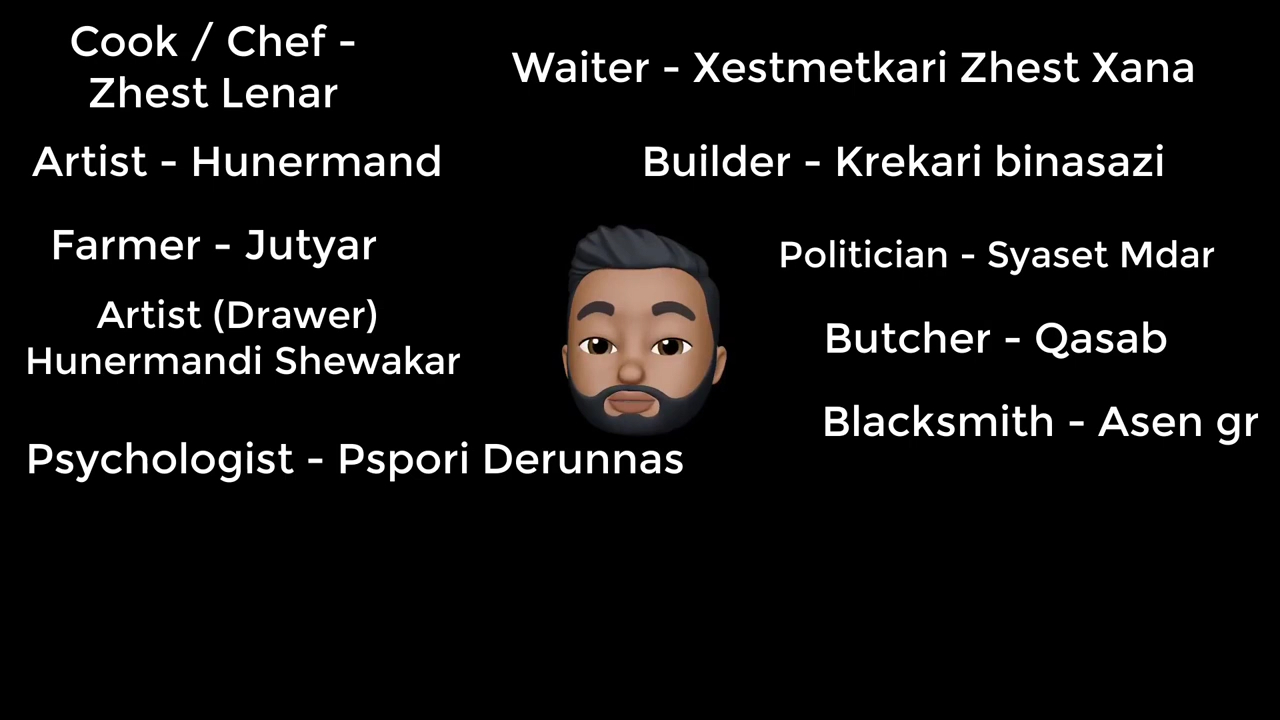 Cook / Chef -
Zhest Lenar
Waiter - Xestmetkari Zhest Xana
Artist - Hunermand
Builder - Krekari binasazi
Farmer - Jutyar
Politician - Syaset Mdar
Artist (Drawer)
Hunermandi Shewakar
Butcher - Qasab
Blacksmith - Asen gr
Psychologist - Pspori Derunnas